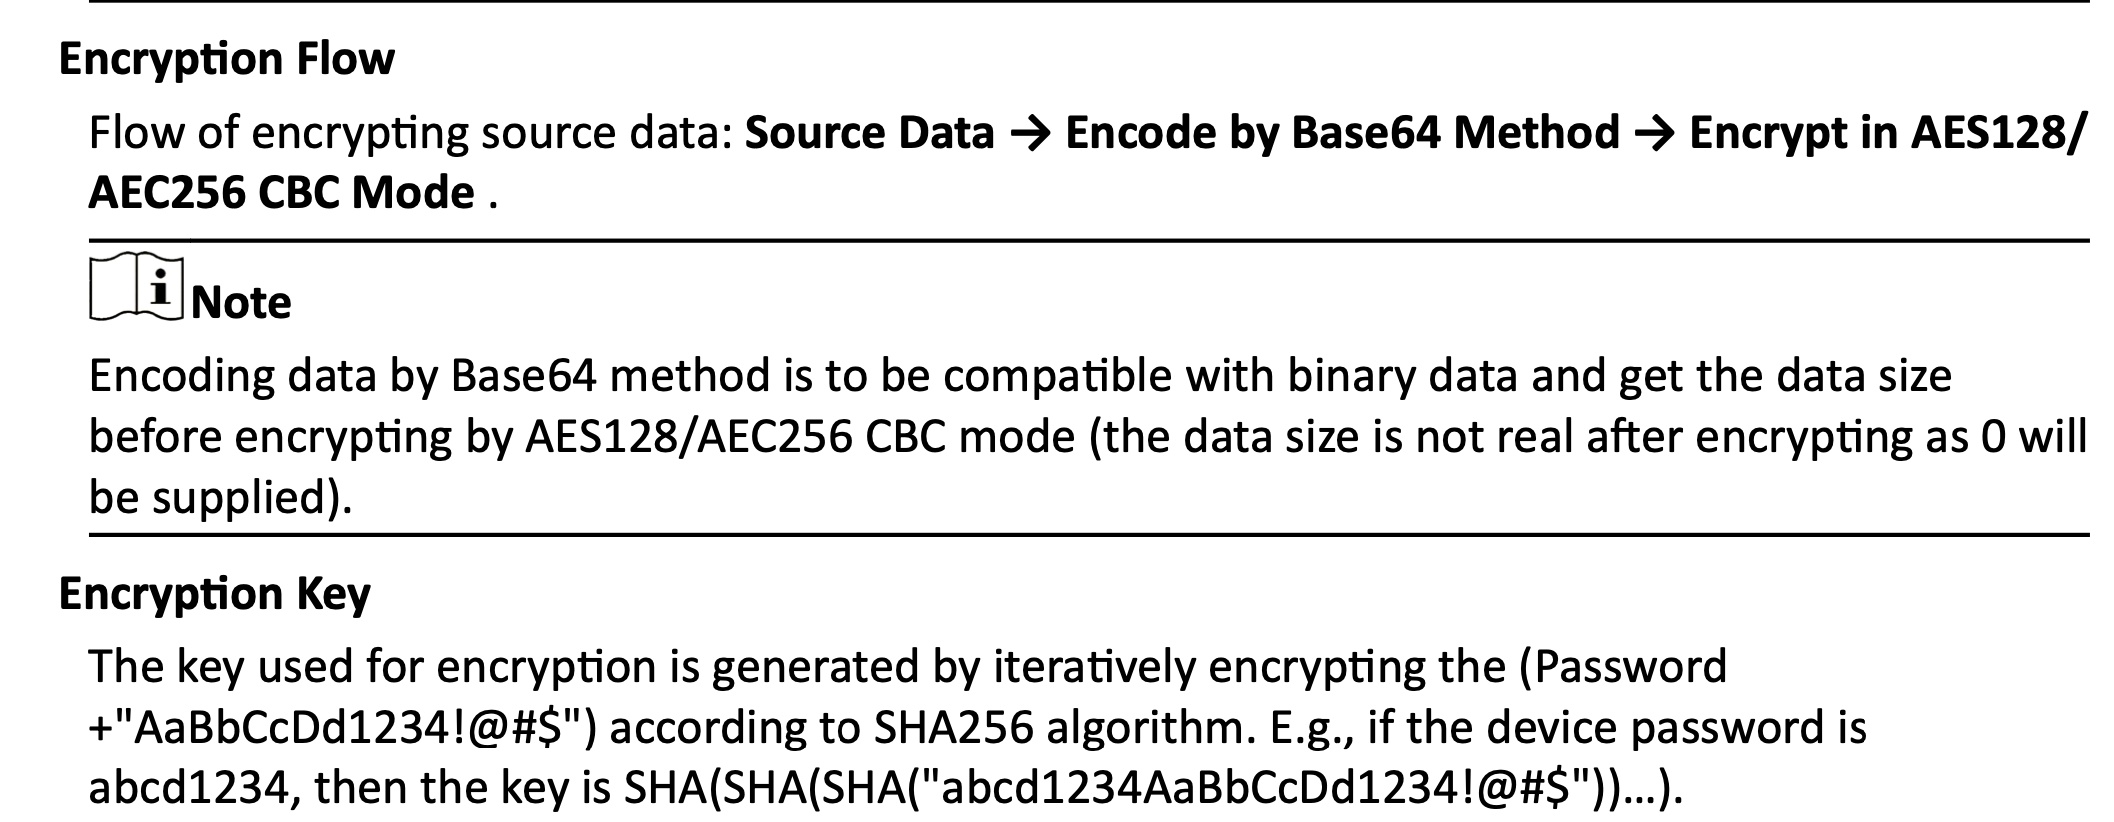 Encryption Flow
Flow of encrypting source data: Source Data → Encode by Base64 Method → Encrypt in AES128/
AEC256 CBC Mode .
i Note
Encoding data by Base64 method is to be compatible with binary data and get the data size
before encrypting by AES128/AEC256 CBC mode (the data size is not real after encrypting as 0 will
be supplied).
Encryption Key
The key used for encryption is generated by iteratively encrypting the (Password
+"AaBbCcDd1234!@#$") according to SHA256 algorithm. E.g., if the device password is
abcd1234, then the key is SHA(SHA(SHA("abcd1234AaBbCcDd1234!@#$"))...).